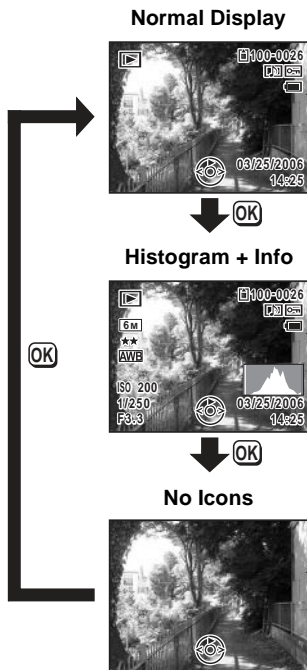 Normal Display
100-0026
03/25/2006
14:25
OK
Histogram + Info
100-0026
6M
AWB
ISO 200
1/250
F3.3
03/25/2006
14:25
OK
OK
No Icons